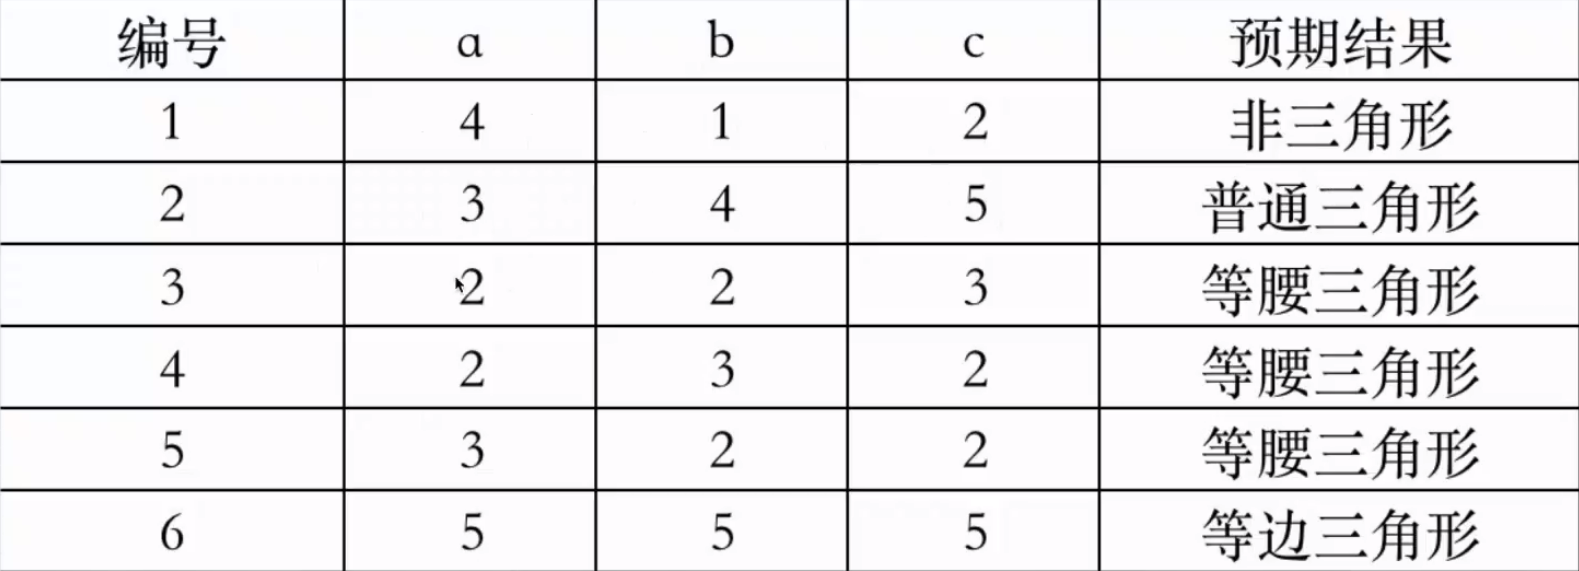 编号 a b c 预期结果
1 4 1 2 非三角形
2 3 4 5 普通三角形
3 2 2 3 等腰三角形
4 2 3 2 等腰三角形
5 3 2 2 等腰三角形
6 5 5 5 等边三角形